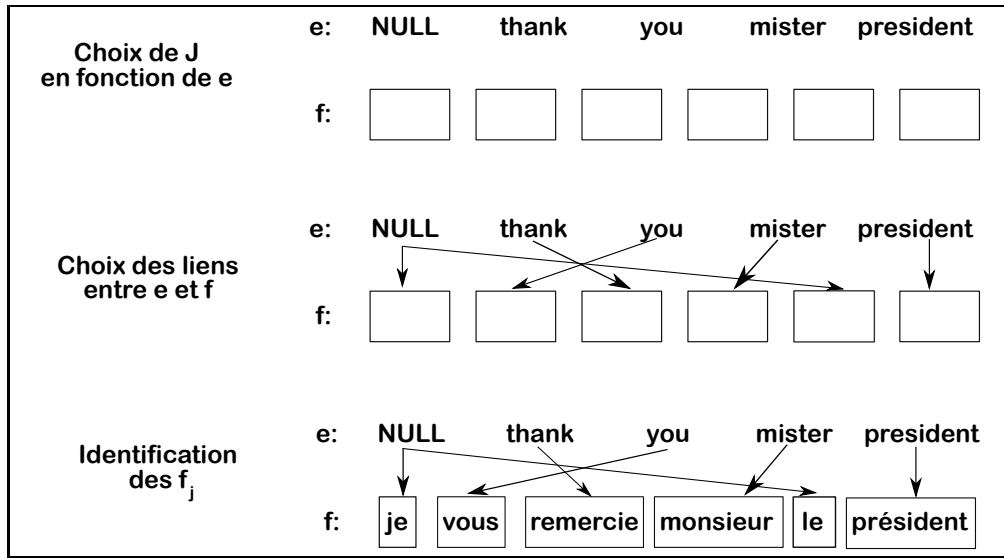 Choix de J
en fonction de e
e: NULL thank you mister president
f:
Choix des liens
entre e et f
e: NULL thank you mister president
f:
Identification
des fj
e: NULL thank you mister president
f: je vous remercie monsieur le président